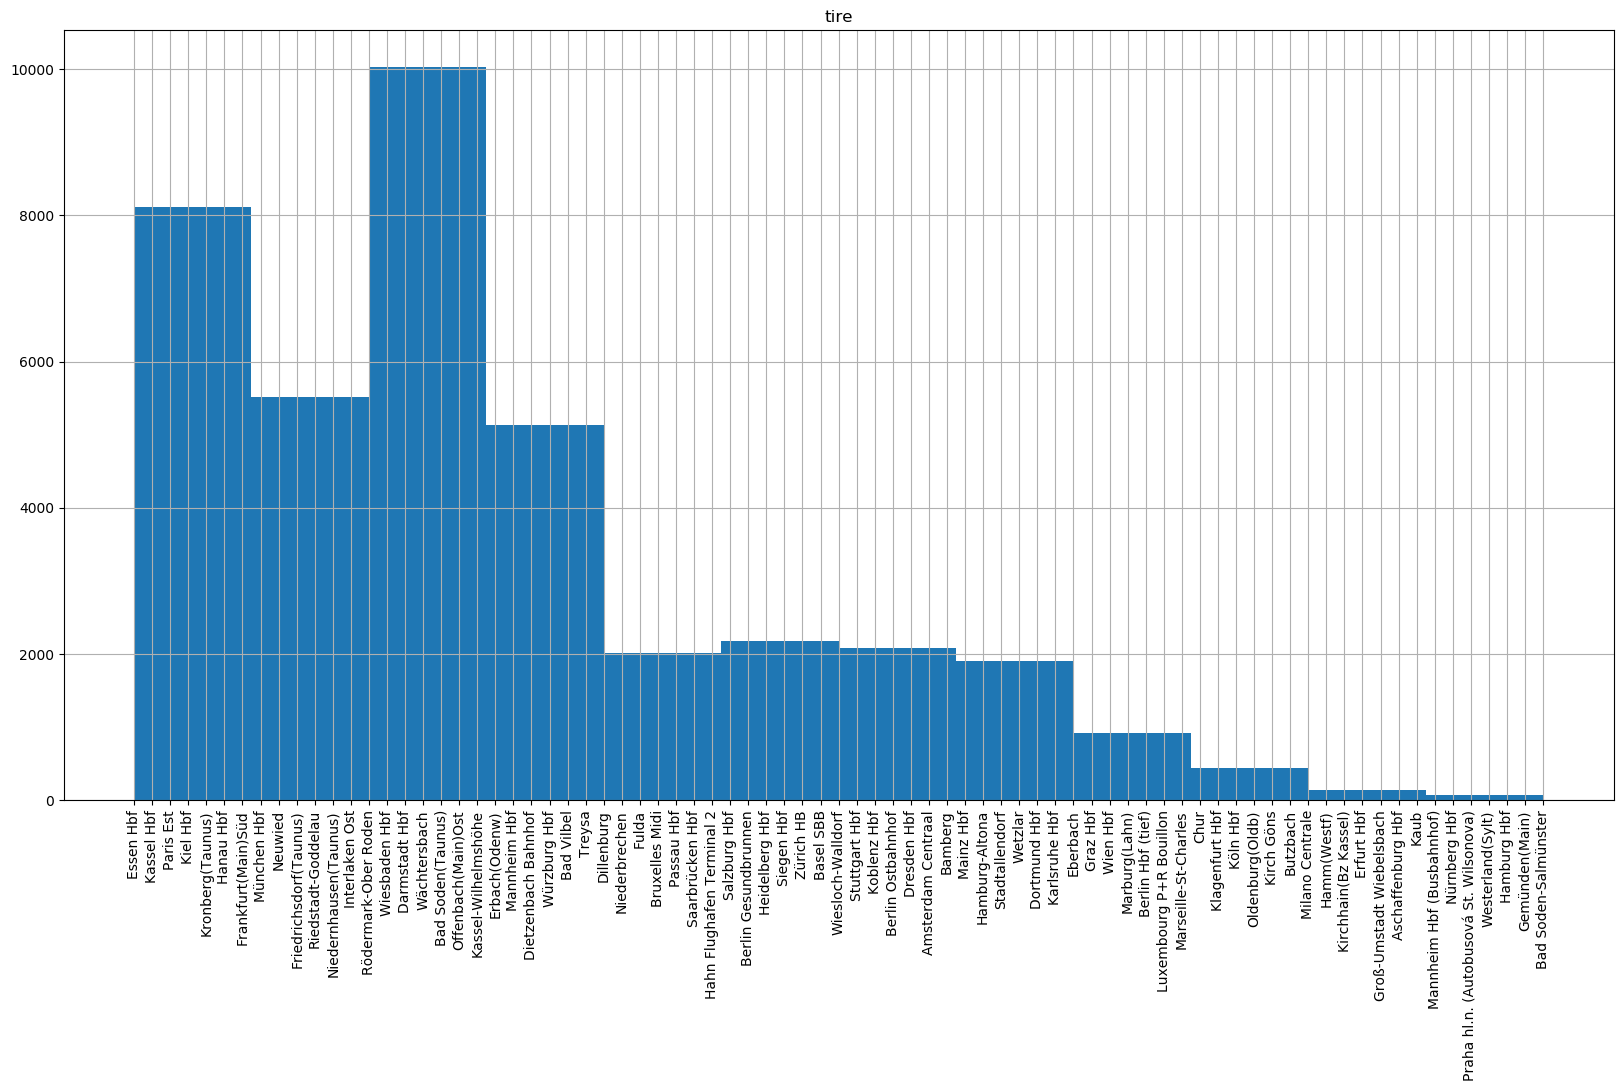 tire
10000
8000
6000
4000
2000
0
Essen Hbf
Kassel Hbf
Paris Est
Kiel Hbf
Kronberg(Taunus)
Hanau Hbf
Frankfurt(Main)Süd
München Hbf
Neuwied
Friedrichsdorf(Taunus)
Riedstadt-Goddelau
Niedernhausen(Taunus)
Interlaken Ost
Rödermark-Ober Roden
Wiesbaden Hbf
Darmstadt Hbf
Wächtersbach
Bad Soden(Taunus)
Offenbach(Main)Ost
Kassel-Wilhelmshöhe
Erbach(Odenw)
Mannheim Hbf
Dietzenbach Bahnhof
Würzburg Hbf
Bad Vilbel
Treysa
Dillenburg
Niederbrechen
Fulda
Bruxelles Midi
Passau Hbf
Saarbrücken Hbf
Hahn Flughafen Terminal 2
Salzburg Hbf
Berlin Gesundbrunnen
Heidelberg Hbf
Siegen Hbf
Zürich HB
Basel SBB
Wiesloch-Walldorf
Stuttgart Hbf
Koblenz Hbf
Berlin Ostbahnhof
Dresden Hbf
Amsterdam Centraal
Bamberg
Mainz Hbf
Hamburg-Altona
Stadtallendorf
Wetzlar
Dortmund Hbf
Karlsruhe Hbf
Eberbach
Graz Hbf
Wien Hbf
Marburg(Lahn)
Berlin Hbf (tief)
Luxembourg P+R Bouillon
Marseille-St-Charles
Chur
Klagenfurt Hbf
Köln Hbf
Oldenburg(Oldb)
Kirch Göns
Butzbach
Milano Centrale
Hamm(Westf)
Kirchhain(Bz Kassel)
Erfurt Hbf
Groß-Umstadt Wiebelsbach
Aschaffenburg Hbf
Kaub
Mannheim Hbf (Busbahnhof)
Nürnberg Hbf
Praha hl.n. (Autobusová St. Wilsonova)
Westerland(Sylt)
Hamburg Hbf
Gemünden(Main)
Bad Soden-Salmünster